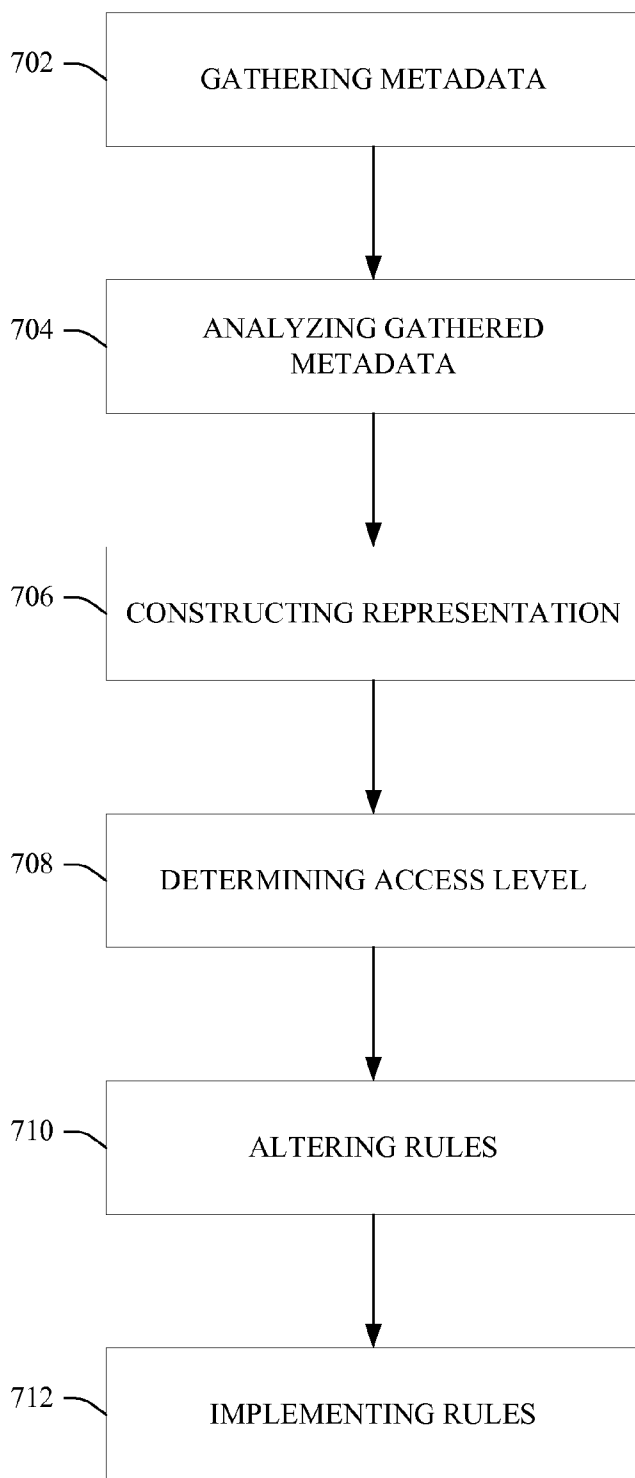 702
GATHERING METADATA
704
ANALYZING GATHERED
METADATA
706
CONSTRUCTING REPRESENTATION
708
DETERMINING ACCESS LEVEL
710
ALTERING RULES
712
IMPLEMENTING RULES